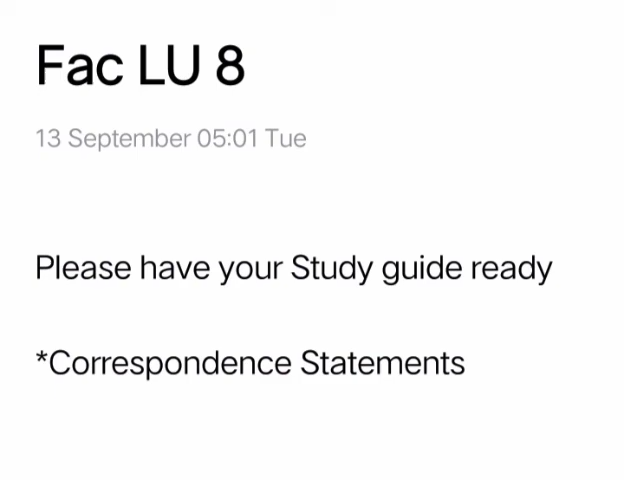 Fac LU 8
13 September 05:01 Tue
Please have your Study guide ready
*Correspondence Statements